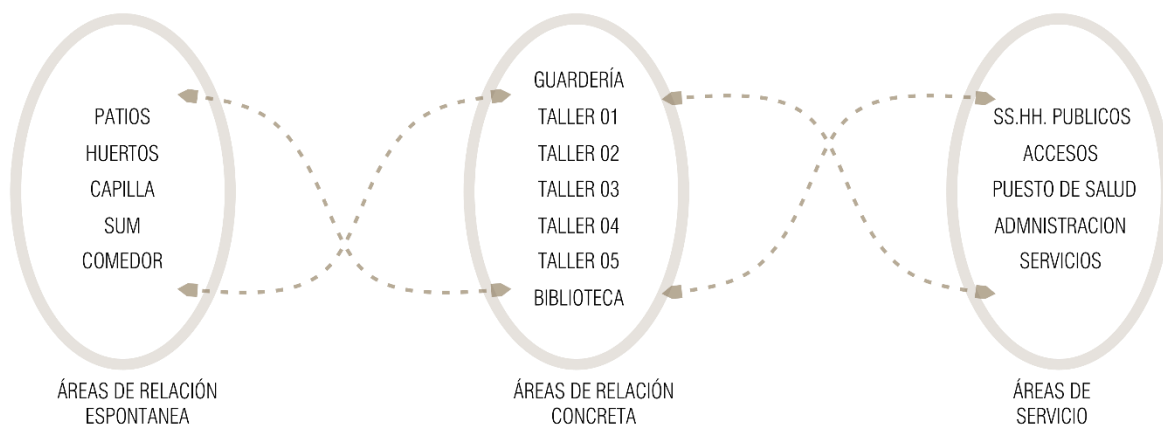 PATIOS
HUERTOS
CAPILLA
SUM
COMEDOR
ÁREAS DE RELACIÓN
ESPONTANEA
GUARDERÍA
TALLER 01
TALLER 02
TALLER 03
TALLER 04
TALLER 05
BIBLIOTECA
ÁREAS DE RELACIÓN
CONCRETA
SS.HH. PUBLICOS
ACCESOS
PUESTO DE SALUD
ADMNISTRACION
SERVICIOS
ÁREAS DE
SERVICIO